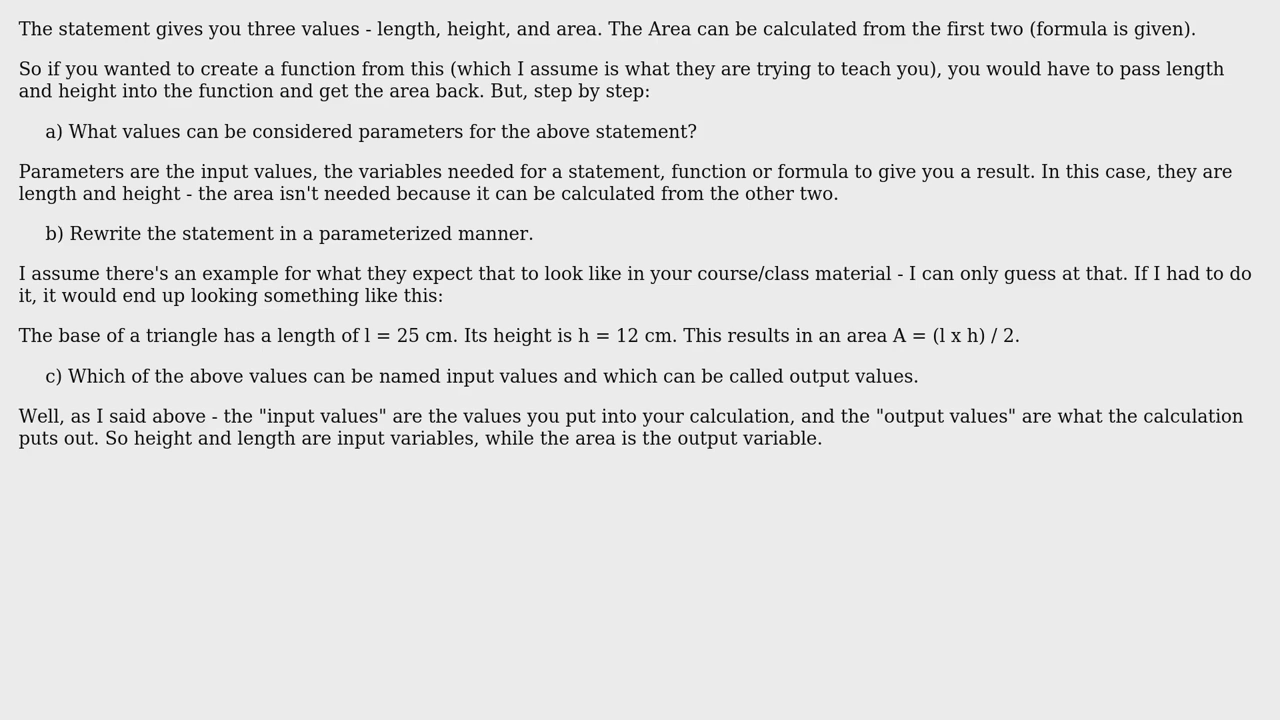 The statement gives you three values - length, height, and area. The Area can be calculated from the first two (formula is given).
So if you wanted to create a function from this (which I assume is what they are trying to teach you), you would have to pass length
and height into the function and get the area back. But, step by step:
a) What values can be considered parameters for the above statement?
Parameters are the input values, the variables needed for a statement, function or formula to give you a result. In this case, they are
length and height - the area isn't needed because it can be calculated from the other two.
b) Rewrite the statement in a parameterized manner.
I assume there's an example for what they expect that to look like in your course/class material - I can only guess at that. If I had to do
it, it would end up looking something like this:
The base of a triangle has a length of l = 25 cm. Its height is h = 12 cm. This results in an area A = (l x h) / 2.
c) Which of the above values can be named input values and which can be called output values.
Well, as I said above - the "input values" are the values you put into your calculation, and the "output values" are what the calculation
puts out. So height and length are input variables, while the area is the output variable.